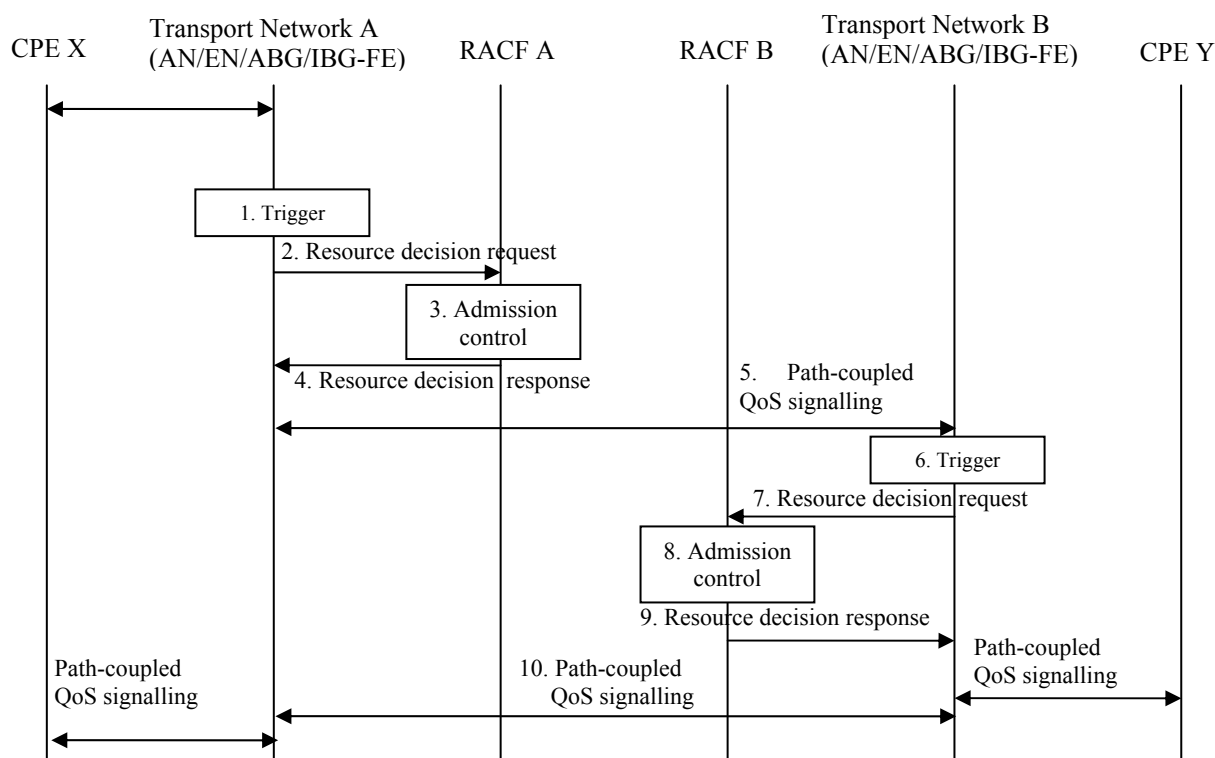 CPE X
Transport Network A
(AN/EN/ABG/IBG-FE)
RACF A
RACF B
Transport Network B
(AN/EN/ABG/IBG-FE)
CPE Y
1. Trigger
2. Resource decision request
3. Admission
control
4. Resource decision response
5. Path-coupled
QoS signalling
6. Trigger
7. Resource decision request
8. Admission
control
9. Resource decision response
Path-coupled
QoS signalling
10. Path-coupled
QoS signalling
Path-coupled
QoS signalling